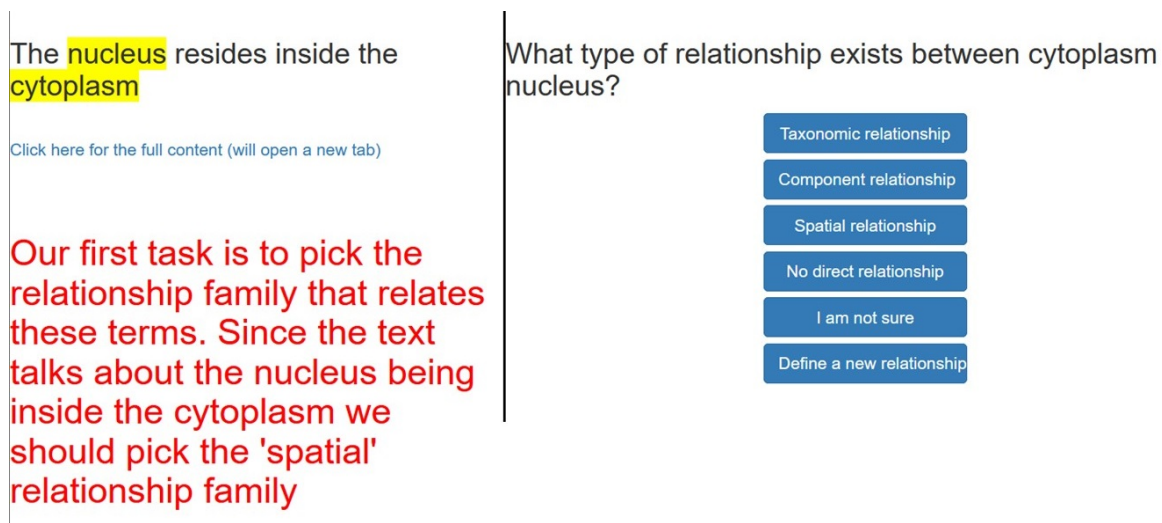 The nucleus resides inside the
cytoplasm
Click here for the full content (will open a new tab)
Our first task is to pick the
relationship family that relates
these terms. Since the text
talks about the nucleus being
inside the cytoplasm we
should pick the 'spatial'
relationship family
What type of relationship exists between cytoplasm
nucleus?
Taxonomic relationship
Component relationship
Spatial relationship
No direct relationship
I am not sure
Define a new relationship